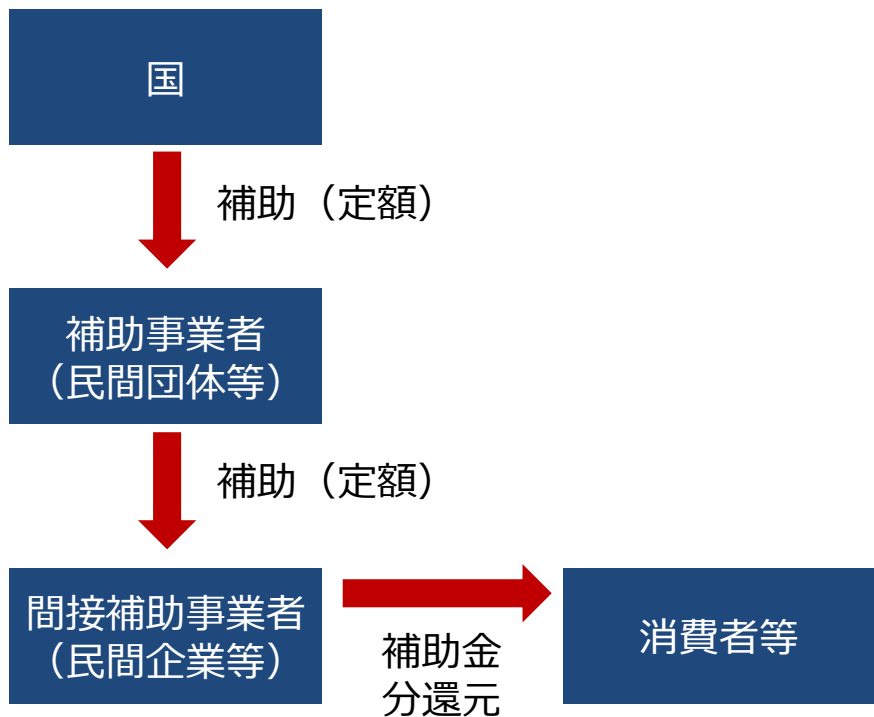 国
補助（定額）
補助事業者
（民間団体等）
補助（定額）
間接補助事業者
（民間企業等）
補助金
分還元
消費者等